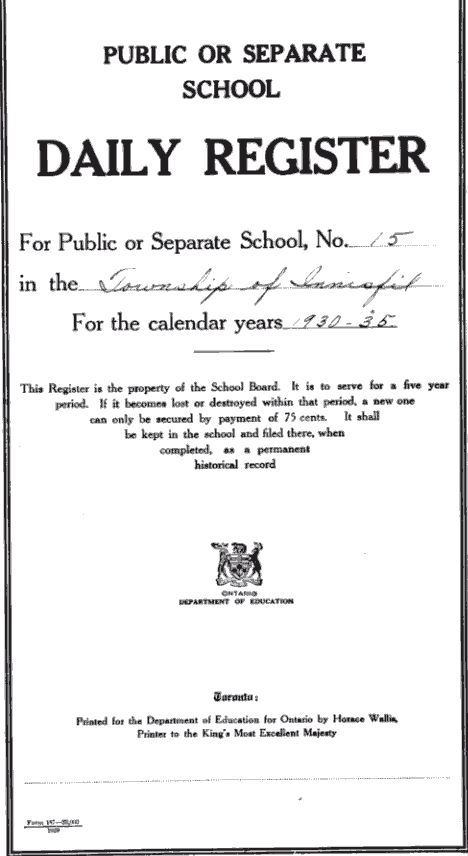 PUBLIC OR SEPARATE
SCHOOL
DAILY REGISTER
For Public or Separate School, No. 15
in the Township of Innisfil
For the calendar years 1930-35.
This Register is the property of the School Board. It is to serve for a five year
period. If it becomes lost or destroyed within that period, a new one
can only be secured by payment of 75 cents. It shall
be kept in the school and filed there, when
completed, as a permanent
historical record
ONTARIO
DEPARTMENT OF EDUCATION
Toronto:
Printed for the Department of Education for Ontario by Horace Wallis,
Printer to the King's Most Excellent Majesty
Form 147
1929